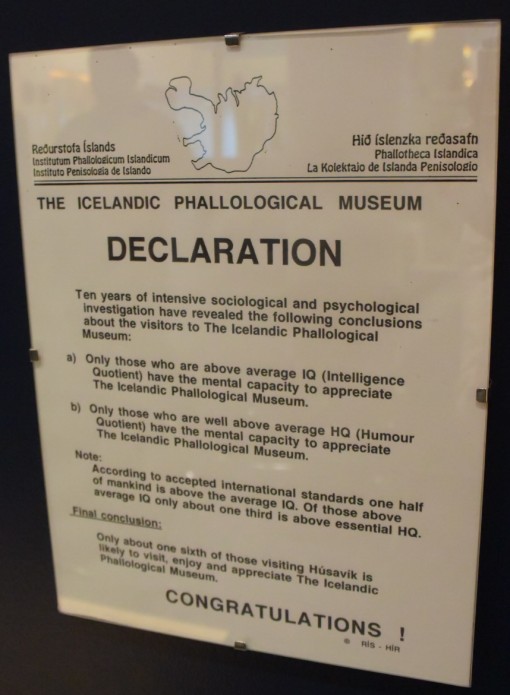 Reðurstofa Íslands
Institutum Phallologicum Islandicum
Instituto Penisologia de Islando
Hið íslenzka reðasafn
Phallotheca Islandica
La Kolektajo de Islanda Penisologio
THE ICELANDIC PHALLOLOGICAL MUSEUM
DECLARATION
Ten years of intensive sociological and psychological
investigation have revealed the following conclusions
about the visitors to The Icelandic Phallological
Museum:
a) Only those who are above average IQ (Intelligence
Quotient) have the mental capacity to appreciate
The Icelandic Phallological Museum.
b) Only those who are well above average HQ (Humour
Quotient) have the mental capacity to appreciate
The Icelandic Phallological Museum.
Note:
According to accepted international standards one half
of mankind is above the average IQ. Of those above
average IQ only about one third is above essential HQ.
Final conclusion:
Only about one sixth of those visiting Húsavík is
likely to visit, enjoy and appreciate The Icelandic
Phallological Museum.
CONGRATULATIONS !
© RÍS - HÍR